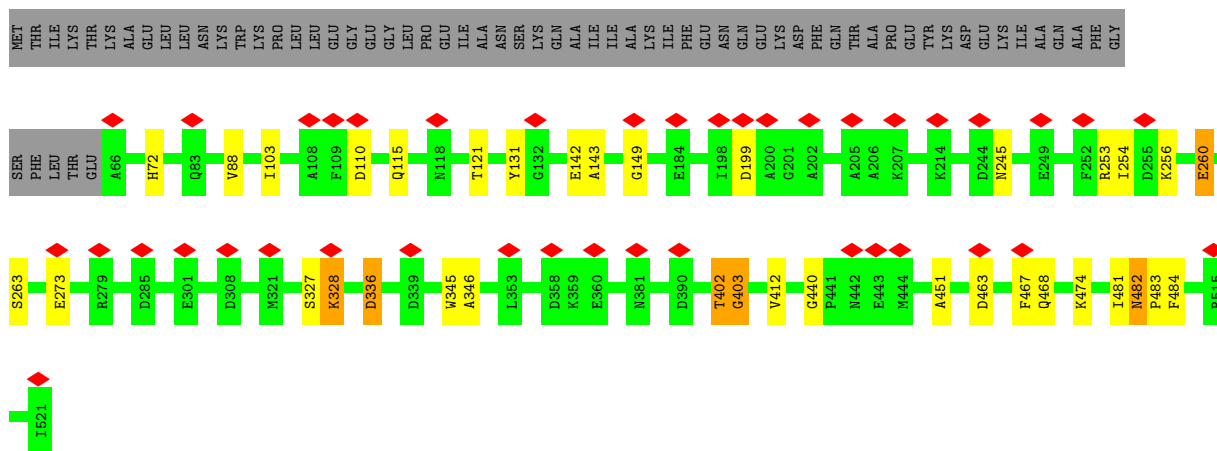 MET THR ILE LYS THR LYS ALA GLU LEU LEU ASN LYS TRP LYS PRO LEU LEU GLU GLY GLU GLY LEU PRO GLU ILE ALA ASN SER LYS GLN ALA ILE ILE ALA LYS ILE PHE GLU ASN GLN GLU LYS ASP PHE GLN THR ALA PRO GLU TYR LYS ASP GLU LYS ILE ALA GLN ALA PHE GLY
SER PHE LEU THR GLU A66 H72 Q83 V88 I103 A108 F109 D110 Q115 N118 T121 Y131 G132 E142 A143 G149 E184 I198 D199 A200 G201 A202 A205 A206 K207 K214 D244 N245 E249 F252 R253 I254 D255 K256 E260
S263 E273 R279 D285 E301 D308 M321 S327 K328 D336 D339 W345 A346 L353 D358 K359 E360 N381 D390 T402 G403 V412 G440 P441 N442 E443 M444 A451 D463 F467 Q468 K474 I481 N482 P483 F484
I521